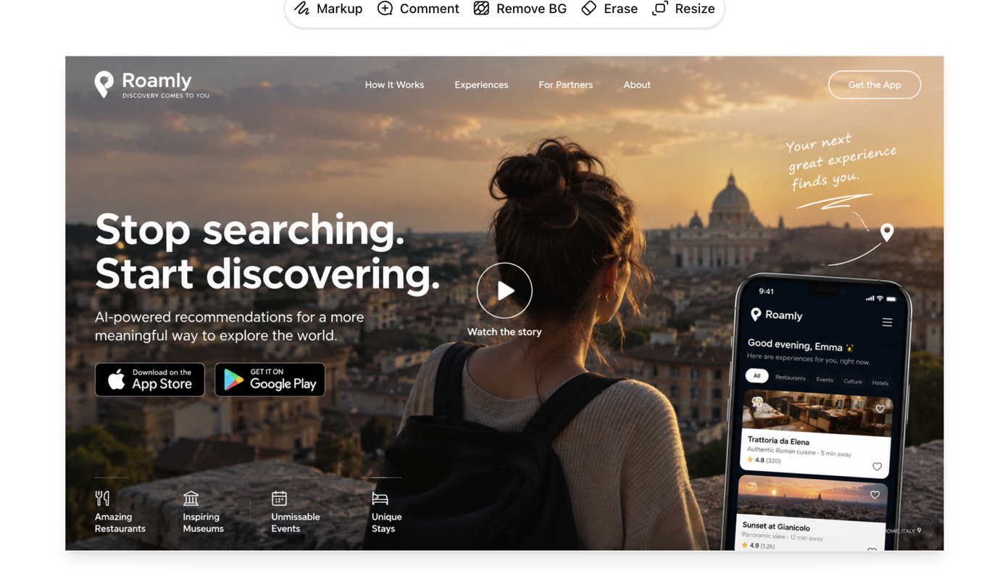 Markup Comment Remove BG Erase Resize
Roamly
DISCOVERY COMES TO YOU
How It Works Experiences For Partners About
Get the App
Your next
great experience
finds you.
Stop searching.
Start discovering.
AI-powered recommendations for a more
meaningful way to explore the world.
Download on the
App Store
GET IT ON
Google Play
Watch the story
Amazing
Restaurants
Inspiring
Museums
Unmissable
Events
Unique
Stays
9:41
Roamly
Good evening, Emma
Here are experiences for you, right now.
All Restaurants Events Culture Hotels
Trattoria da Elena
Authentic Roman cuisine - 5 min away
4.8 (320)
Sunset at Gianicolo
Panoramic view - 12 min away
4.9 (1.2k)
ROME, ITALY